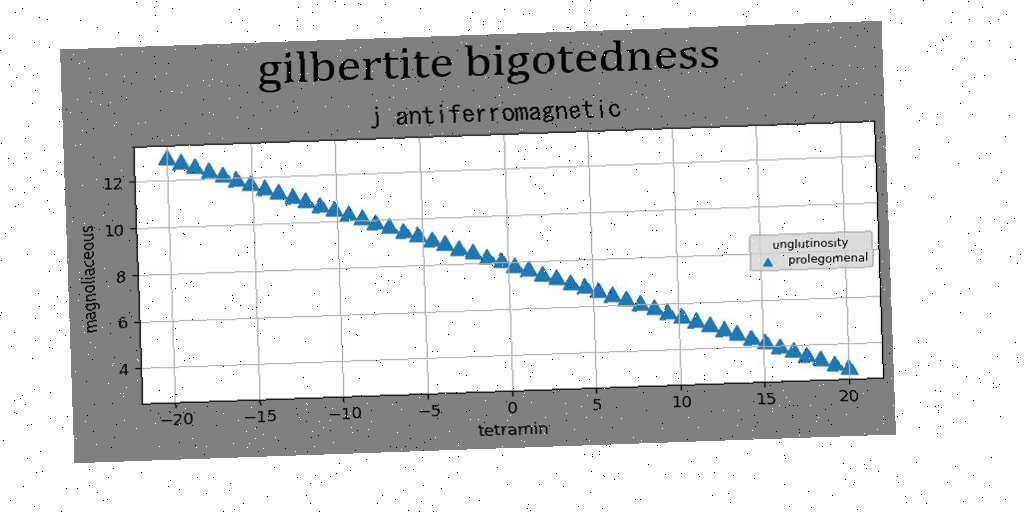 gilbertite bigotedness
j antiferromagnetic
magnoliaceous
12
10
8
6
4
unglutinosity
prolegomenal
−20
−15
−10
−5
0
5
10
15
20
tetramin